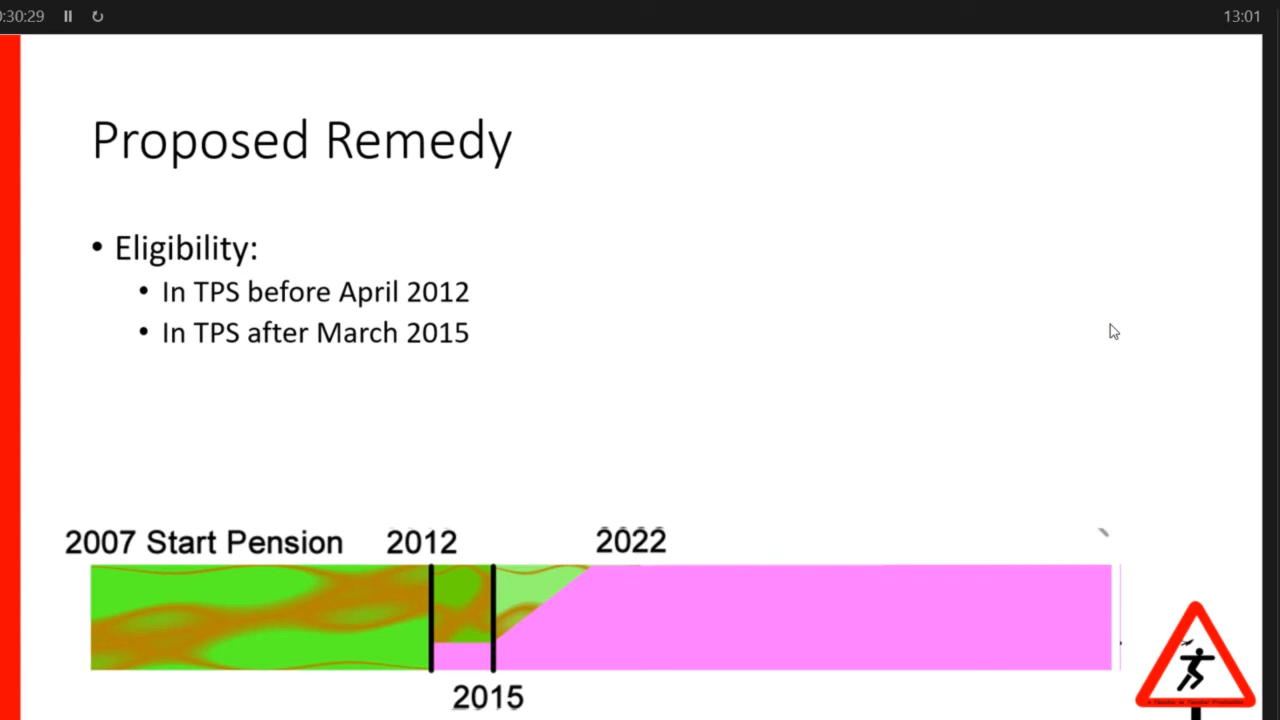 0:30:29
13:01
Proposed Remedy
• Eligibility:
• In TPS before April 2012
• In TPS after March 2015
2007 Start Pension 2012 2022
2015